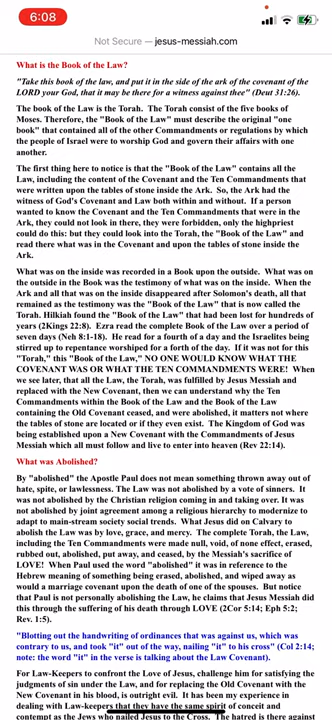 6:08
Not Secure — jesus-messiah.com
What is the Book of the Law?
"Take this book of the law, and put it in the side of the ark of the covenant of the
LORD your God, that it may be there for a witness against thee" (Deut 31:26).
The book of the Law is the Torah. The Torah consist of the five books of
Moses. Therefore, the "Book of the Law" must describe the original "one
book" that contained all of the other Commandments or regulations by which
the people of Israel were to worship God and govern their affairs with one
another.
The first thing here to notice is that the "Book of the Law" contains all the
Law, including the content of the Covenant and the Ten Commandments that
were written upon the tables of stone inside the Ark. So, the Ark had the
witness of God's Covenant and Law both within and without. If a person
wanted to know the Covenant and the Ten Commandments that were in the
Ark, they could not look in there, they were forbidden, only the highpriest
could do this: but they could look into the Torah, the "Book of the Law" and
read there what was in the Covenant and upon the tables of stone inside the
Ark.
What was on the inside was recorded in a Book upon the outside. What was on
the outside in the Book was the testimony of what was on the inside. When the
Ark and all that was on the inside disappeared after Solomon's death, all that
remained as the testimony was the "Book of the Law" that is now called the
Torah. Hilkiah found the "Book of the Law" that had been lost for hundreds of
years (2Kings 22:8). Ezra read the complete Book of the Law over a period of
seven days (Neh 8:1-18). He read for a fourth of a day and the Israelites being
stirred up to repentance worshiped for a forth of the day. If it was not for this
"Torah," this "Book of the Law," NO ONE WOULD KNOW WHAT THE
COVENANT WAS OR WHAT THE TEN COMMANDMENTS WERE! When
we see later, that all the Law, the Torah, was fulfilled by Jesus Messiah and
replaced with the New Covenant, then we can understand why the Ten
Commandments within the Book of the Law and the Book of the Law
containing the Old Covenant ceased, and were abolished, it matters not where
the tables of stone are located or if they even exist. The Kingdom of God was
being established upon a New Covenant with the Commandments of Jesus
Messiah which all must follow and live to enter into heaven (Rev 22:14).
What was Abolished?
By "abolished" the Apostle Paul does not mean something thrown away out of
hate, spite, or lawlessness. The Law was not abolished by a vote of sinners. It
was not abolished by the Christian religion coming in and taking over. It was
not abolished by joint agreement among a religious hierarchy to modernize to
adapt to main-stream society social trends. What Jesus did on Calvary to
abolish the Law was by love, grace, and mercy. The complete Torah, the Law,
including the Ten Commandments were made null, void, of none effect, erased,
rubbed out, abolished, put away, and ceased, by the Messiah's sacrifice of
LOVE! When Paul used the word "abolished" it was in reference to the
Hebrew meaning of something being erased, abolished, and wiped away as
would a marriage covenant upon the death of one of the spouses. But notice
that Paul is not personally abolishing the Law, he claims that Jesus Messiah did
this through the suffering of his death through LOVE (2Cor 5:14; Eph 5:2;
Rev. 1:5).
"Blotting out the handwriting of ordinances that was against us, which was
contrary to us, and took "it" out of the way, nailing "it" to his cross" (Col 2:14;
note: the word "it" in the verse is talking about the Law Covenant).
For Law-Keepers to confront the Love of Jesus, challenge him for satisfying the
judgments of sin under the Law, and for replacing the Old Covenant with the
New Covenant in his blood, is outright evil. It has been my experience in
dealing with Law-keepers that they have the same spirit of conceit and
contempt as the Jews who nailed Jesus to the Cross. The hatred is there against